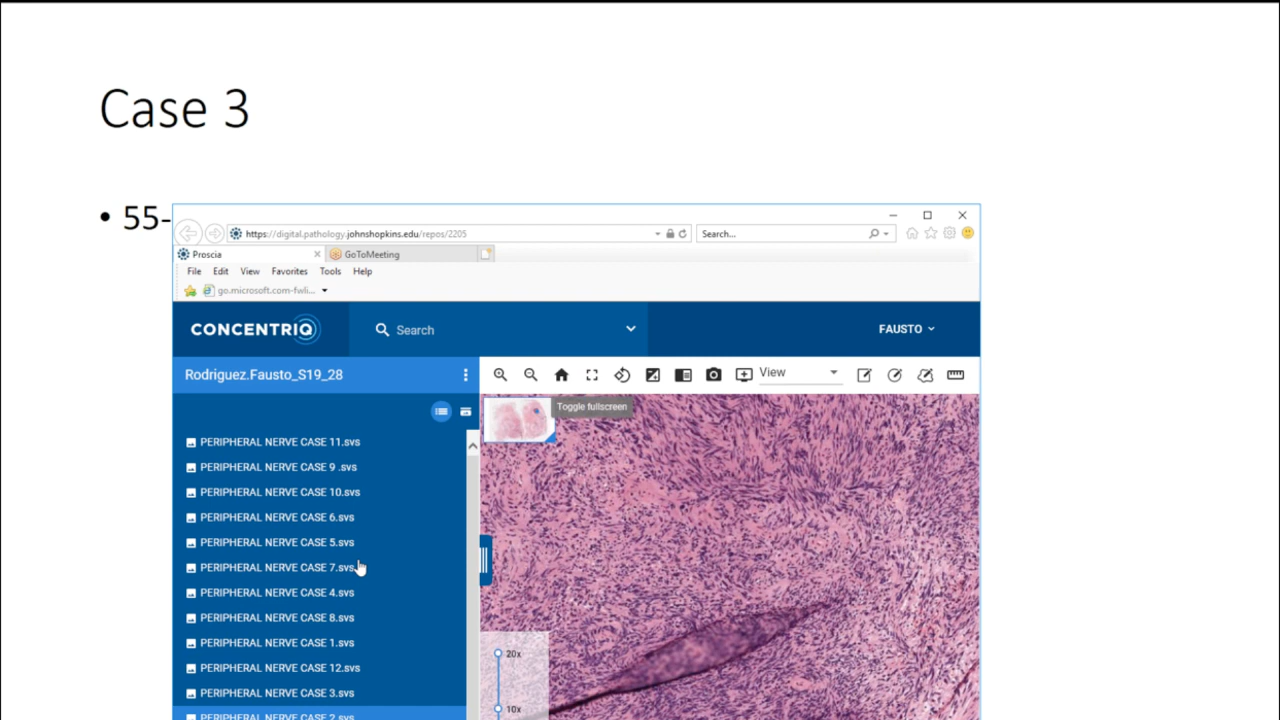 Case 3
• 55-
https://digital.pathology.johnshopkins.edu/repos/2205
Search...
Proscia
GoToMeeting
File Edit View Favorites Tools Help
go.microsoft.com-fwli...
CONCENTRIQ
Search
FAUSTO
Rodriguez.Fausto_S19_28
View
Toggle fullscreen
PERIPHERAL NERVE CASE 11.svs
PERIPHERAL NERVE CASE 9 .svs
PERIPHERAL NERVE CASE 10.svs
PERIPHERAL NERVE CASE 6.svs
PERIPHERAL NERVE CASE 5.svs
PERIPHERAL NERVE CASE 7.svs
PERIPHERAL NERVE CASE 4.svs
PERIPHERAL NERVE CASE 8.svs
PERIPHERAL NERVE CASE 1.svs
PERIPHERAL NERVE CASE 12.svs
PERIPHERAL NERVE CASE 3.svs
PERIPHERAL NERVE CASE 2.svs
20x
10x